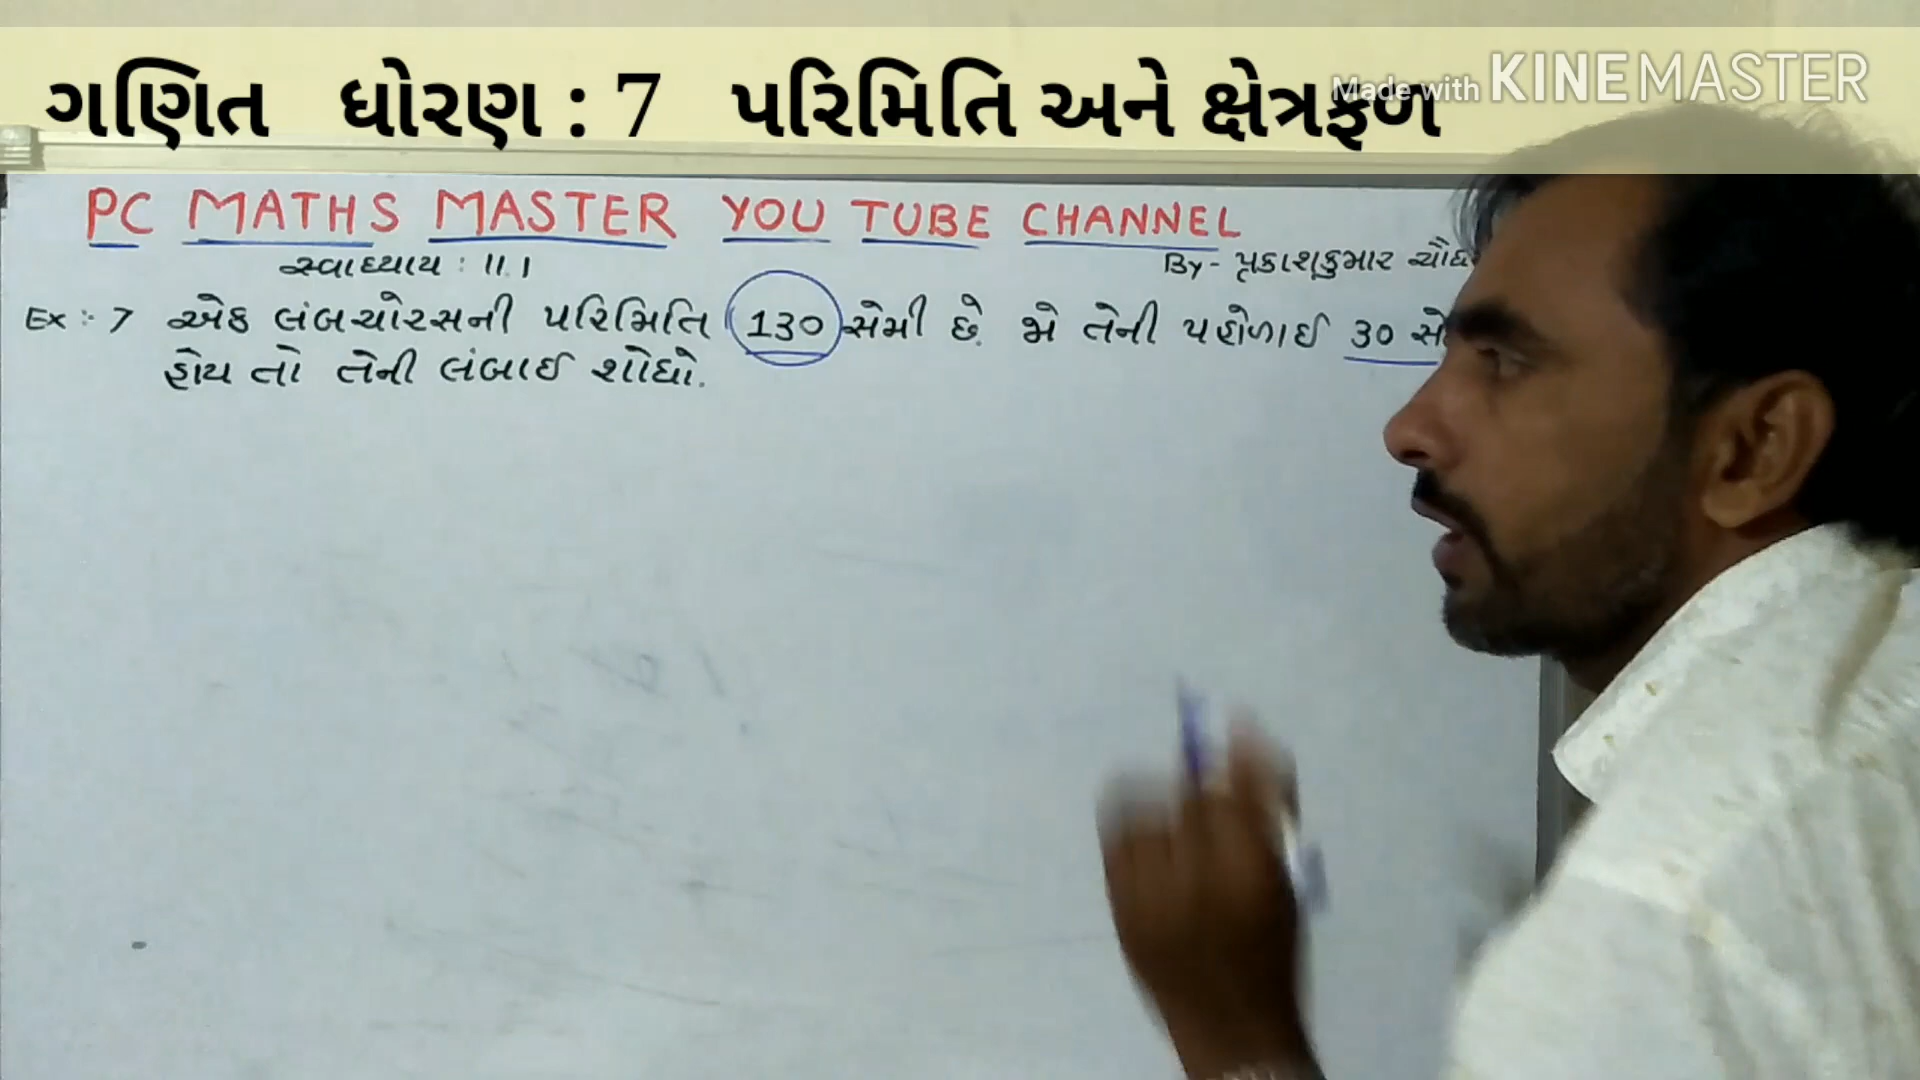 ગણિત ધોરણ : 7 પરિમિતિ અને ક્ષેત્રફળ
Made with KINEMASTER
PC MATHS MASTER YOU TUBE CHANNEL
સ્વાધ્યાય : 11.1
By - પ્રકાશકુમાર
Ex :- 7 એક લંબચોરસની પરિમિતિ 130 સેમી છે. જો તેની પહોળાઈ 30
હોય તો તેની લંબાઈ શોધો.